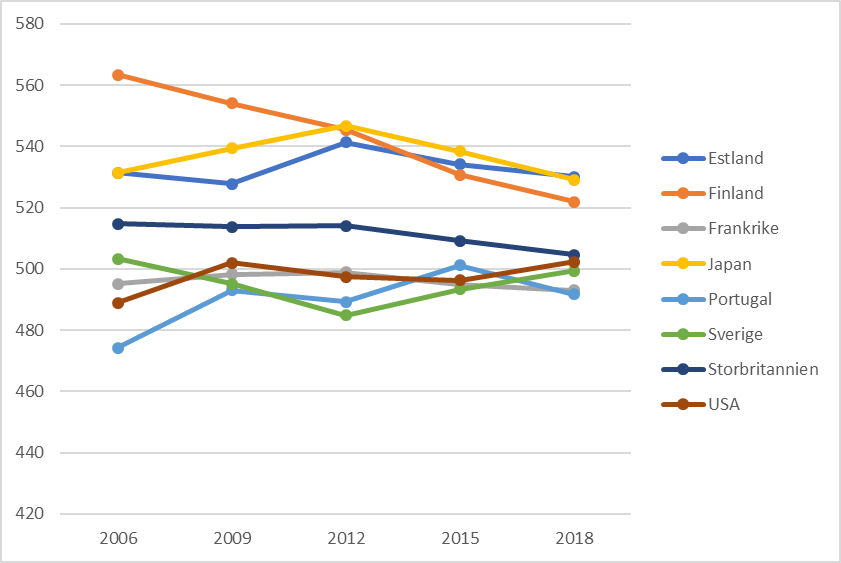 580
560
540
520
500
480
460
440
420
2006 2009 2012 2015 2018
Estland
Finland
Frankrike
Japan
Portugal
Sverige
Storbritannien
USA